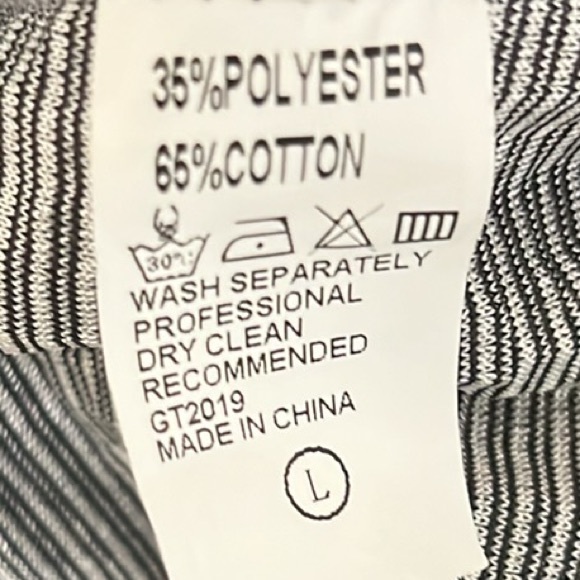 35%POLYESTER
65%COTTON
30°
WASH SEPARATELY
PROFESSIONAL
DRY CLEAN
RECOMMENDED
GT2019
MADE IN CHINA
L